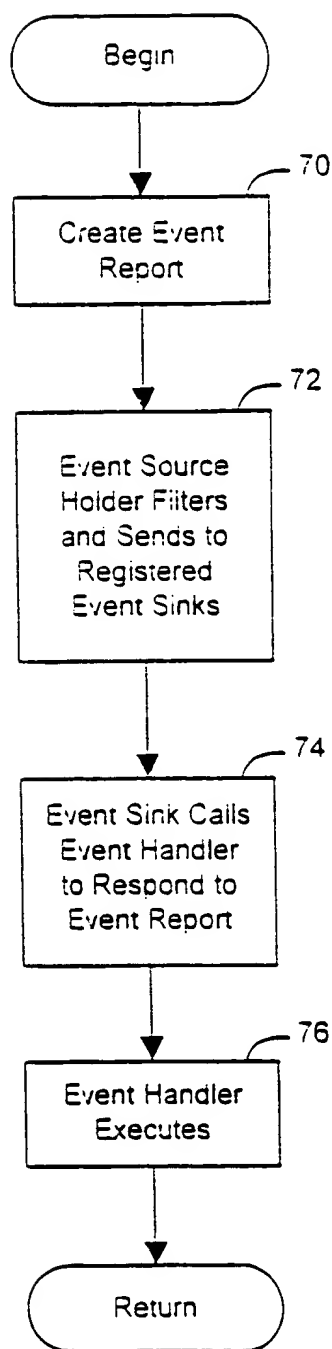 Begin
70
Create Event
Report
72
Event Source
Holder Filters
and Sends to
Registered
Event Sinks
74
Event Sink Calls
Event Handler
to Respond to
Event Report
76
Event Handler
Executes
Return